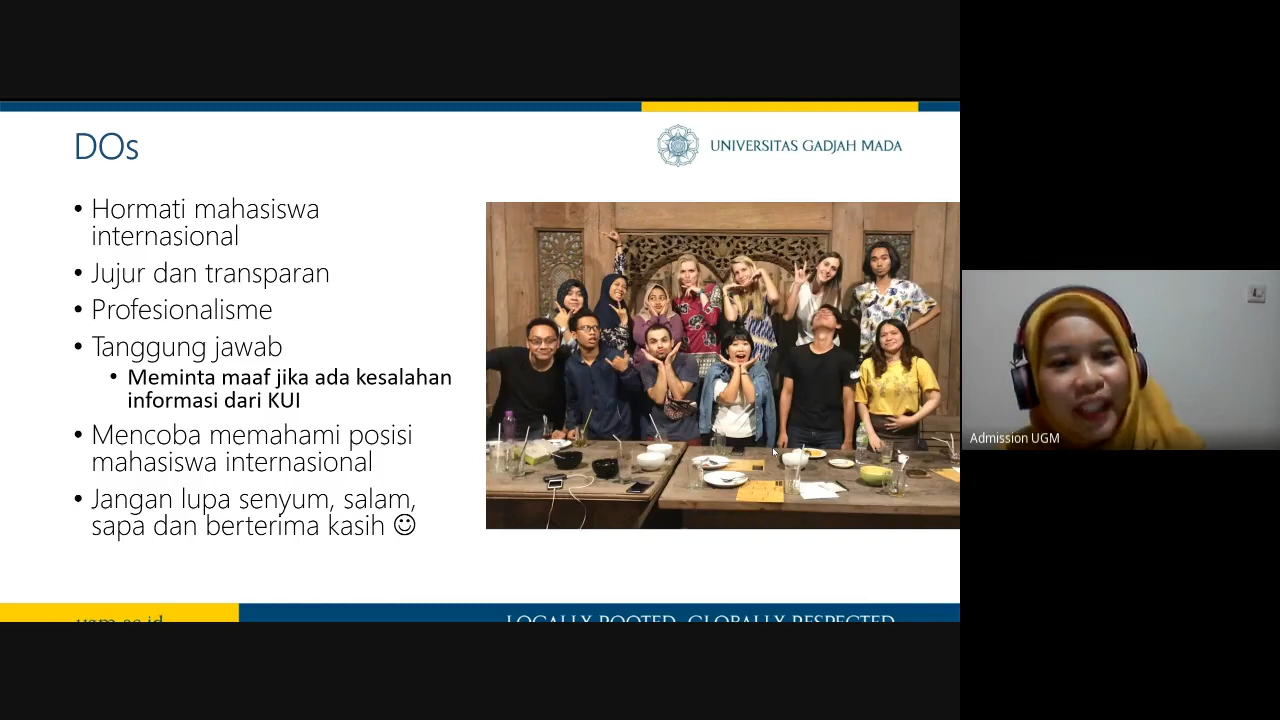 DOs
UNIVERSITAS GADJAH MADA
• Hormati mahasiswa
internasional
• Jujur dan transparan
• Profesionalisme
• Tanggung jawab
• Meminta maaf jika ada kesalahan
informasi dari KUI
• Mencoba memahami posisi
mahasiswa internasional
• Jangan lupa senyum, salam,
sapa dan berterima kasih ☺
ugm.ac.id
LOCALLY ROOTED, GLOBALLY RESPECTED
Admission UGM